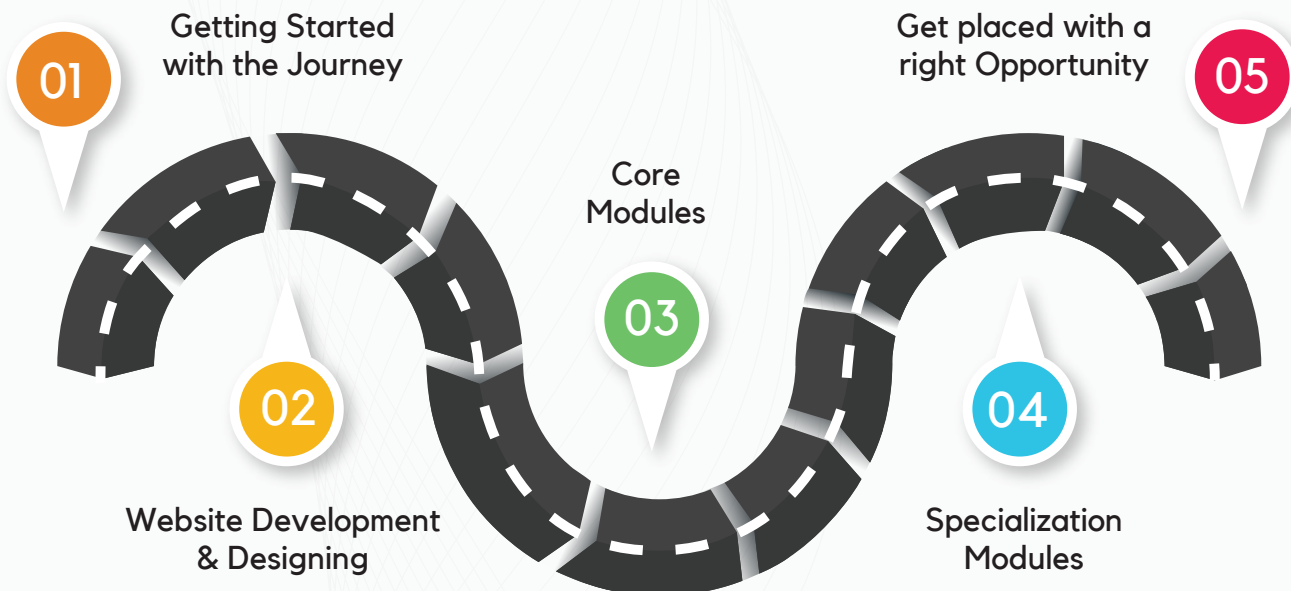 01
Getting Started
with the Journey
02
Website Development
& Designing
03
Core
Modules
04
Specialization
Modules
05
Get placed with a
right Opportunity